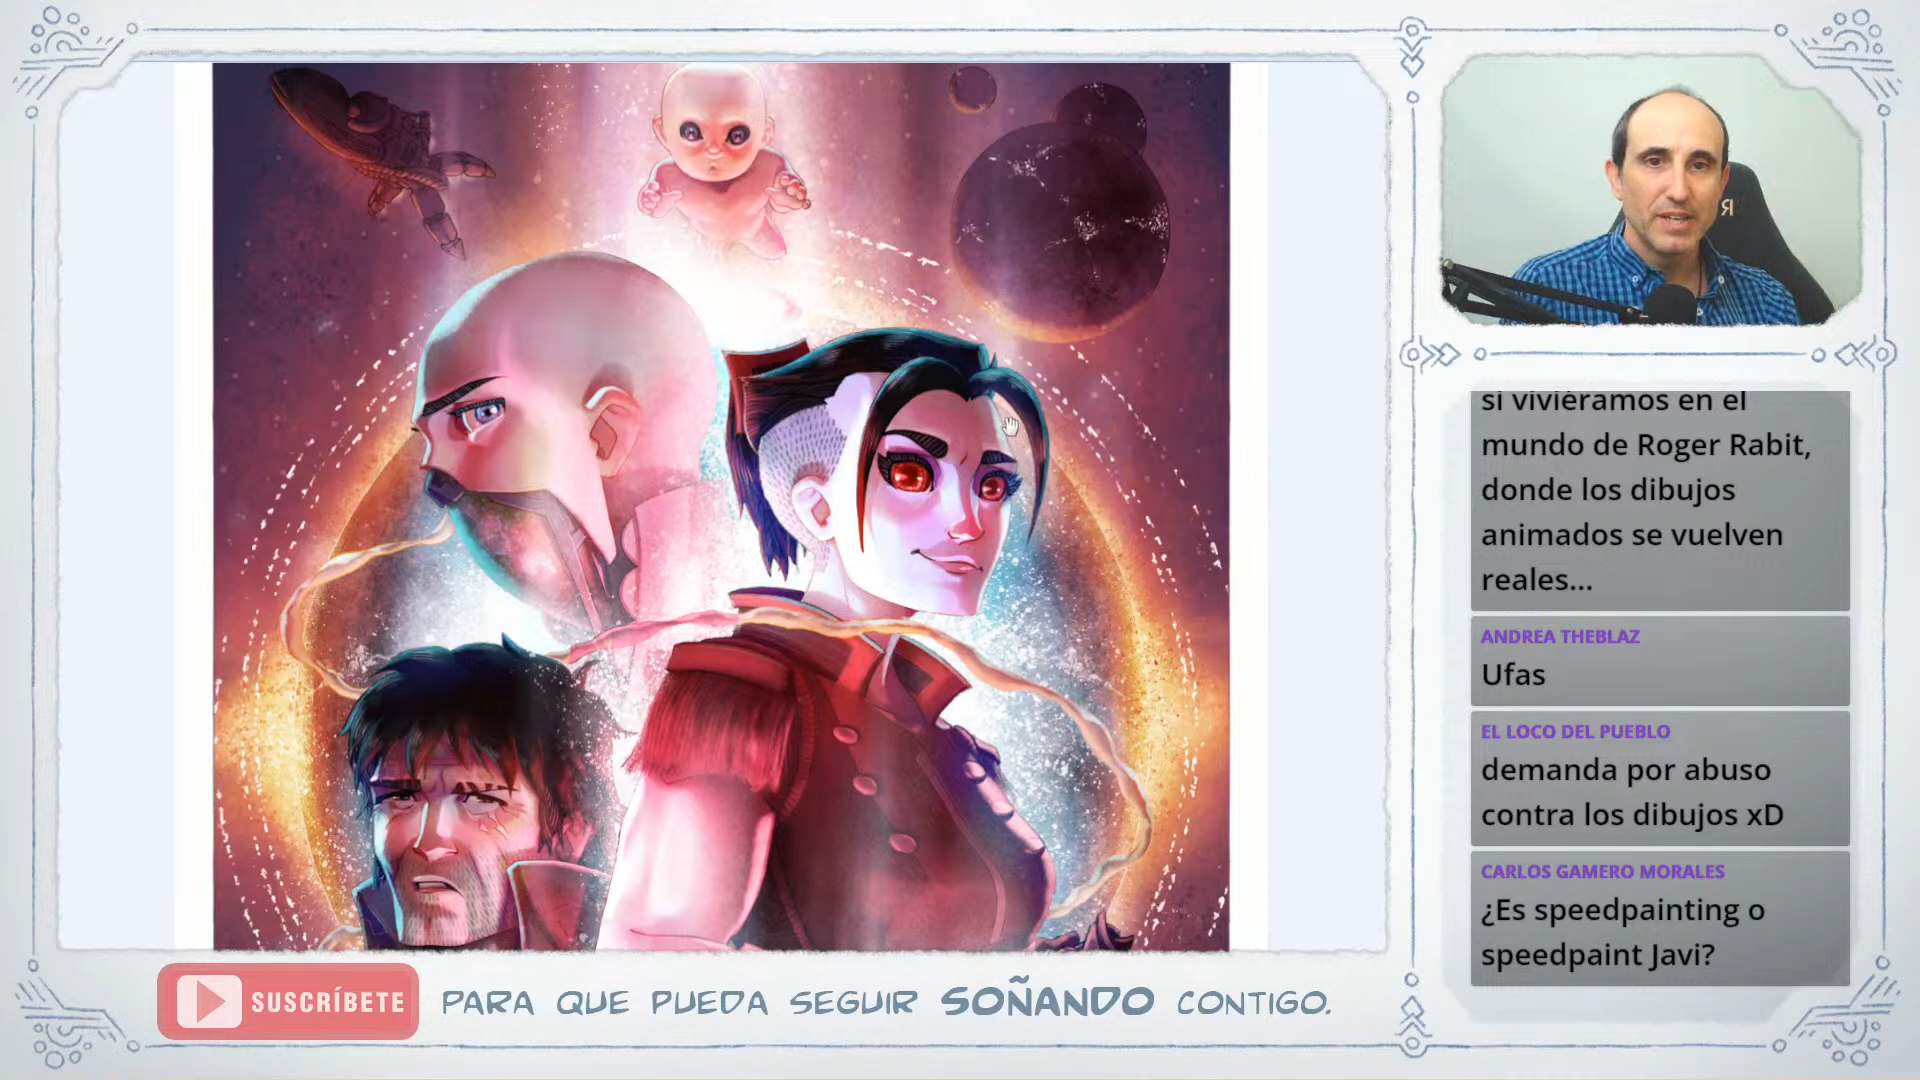 si viviéramos en el
mundo de Roger Rabit,
donde los dibujos
animados se vuelven
reales...
ANDREA THEBLAZ
Ufas
EL LOCO DEL PUEBLO
demanda por abuso
contra los dibujos xD
CARLOS GAMERO MORALES
¿Es speedpainting o
speedpaint Javi?
SUSCRÍBETE PARA QUE PUEDA SEGUIR SOÑANDO CONTIGO.